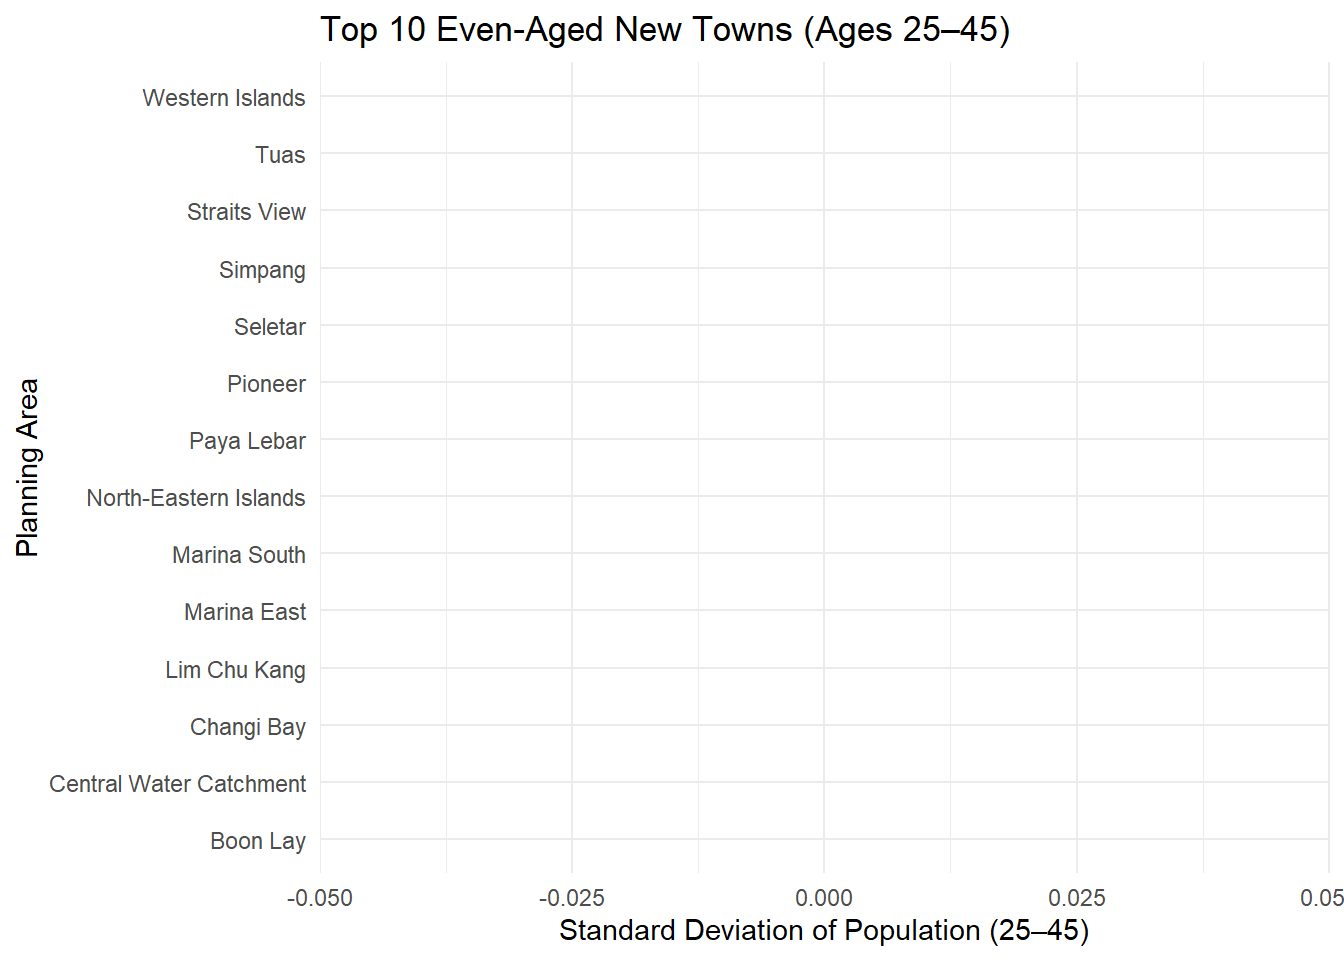 Top 10 Even-Aged New Towns (Ages 25–45)
Planning Area
Western Islands
Tuas
Straits View
Simpang
Seletar
Pioneer
Paya Lebar
North-Eastern Islands
Marina South
Marina East
Lim Chu Kang
Changi Bay
Central Water Catchment
Boon Lay
-0.050 -0.025 0.000 0.025 0.05
Standard Deviation of Population (25–45)